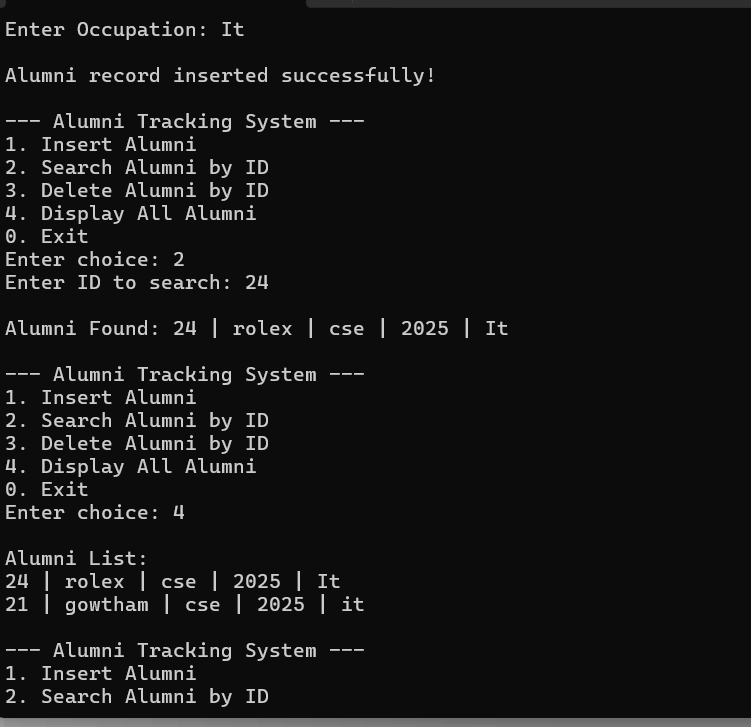 Enter Occupation: It
Alumni record inserted successfully!
--- Alumni Tracking System ---
1. Insert Alumni
2. Search Alumni by ID
3. Delete Alumni by ID
4. Display All Alumni
0. Exit
Enter choice: 2
Enter ID to search: 24
Alumni Found: 24 | rolex | cse | 2025 | It
--- Alumni Tracking System ---
1. Insert Alumni
2. Search Alumni by ID
3. Delete Alumni by ID
4. Display All Alumni
0. Exit
Enter choice: 4
Alumni List:
24 | rolex | cse | 2025 | It
21 | gowtham | cse | 2025 | it
--- Alumni Tracking System ---
1. Insert Alumni
2. Search Alumni by ID